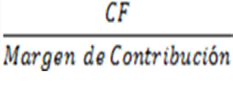 CF
Margen de Contribución